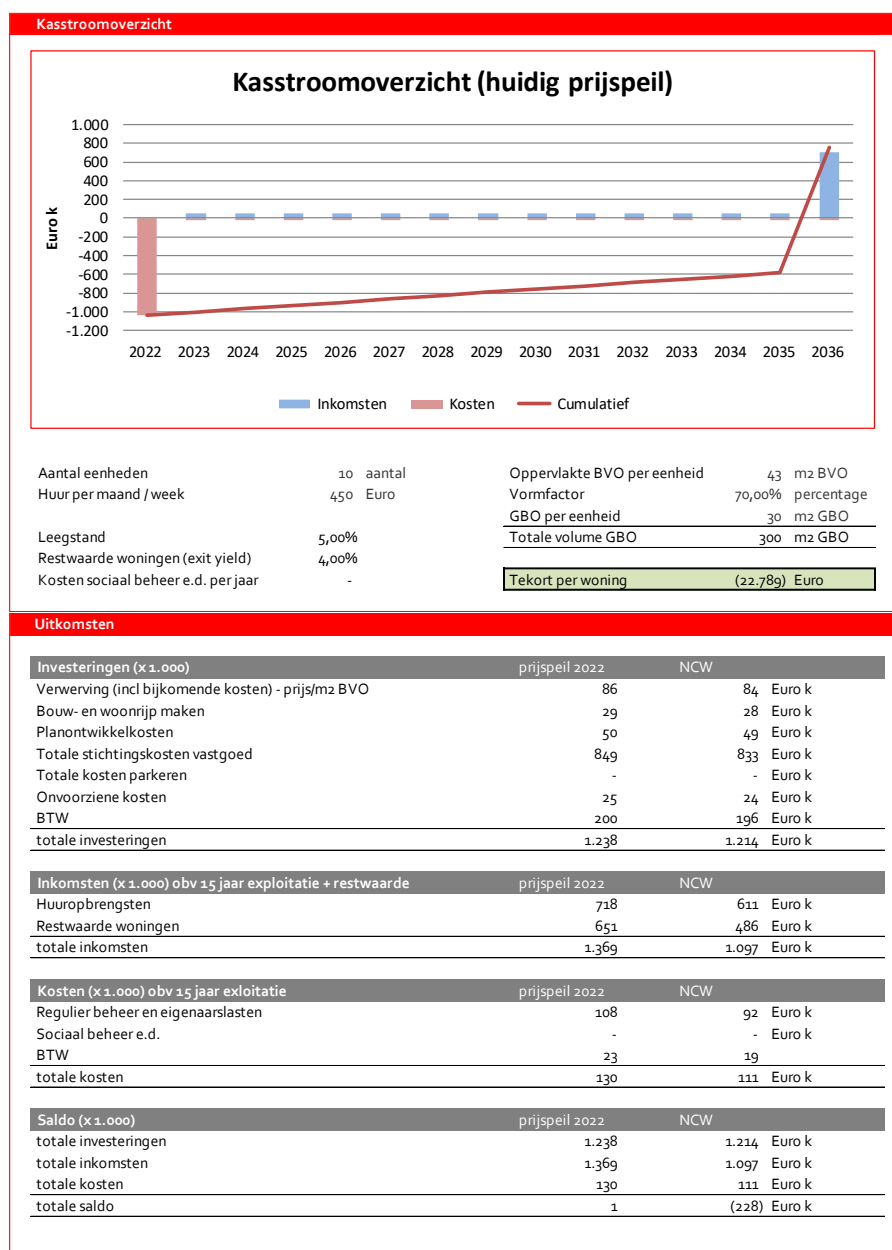 Kasstroomoverzicht
Kasstroomoverzicht (huidig prijspeil)
Euro k
1.000
800
600
400
200
0
-200
-400
-600
-800
-1.000
-1.200
2022 2023 2024 2025 2026 2027 2028 2029 2030 2031 2032 2033 2034 2035 2036
Inkomsten Kosten Cumulatief
Aantal eenheden 10 aantal Oppervlakte BVO per eenheid 43 m2 BVO
Huur per maand / week 450 Euro Vormfactor 70,00% percentage
GBO per eenheid 30 m2 GBO
Leegstand 5,00% Totale volume GBO 300 m2 GBO
Restwaarde woningen (exit yield) 4,00%
Kosten sociaal beheer e.d. per jaar - Tekort per woning (22.789) Euro
Uitkomsten
Investeringen (x 1.000) prijspeil 2022 NCW
Verwerving (incl bijkomende kosten) - prijs/m2 BVO 86 84 Euro k
Bouw- en woonrijp maken 29 28 Euro k
Planontwikkelkosten 50 49 Euro k
Totale stichtingskosten vastgoed 849 833 Euro k
Totale kosten parkeren - - Euro k
Onvoorziene kosten 25 24 Euro k
BTW 200 196 Euro k
totale investeringen 1.238 1.214 Euro k
Inkomsten (x 1.000) obv 15 jaar exploitatie + restwaarde prijspeil 2022 NCW
Huuropbrengsten 718 611 Euro k
Restwaarde woningen 651 486 Euro k
totale inkomsten 1.369 1.097 Euro k
Kosten (x 1.000) obv 15 jaar exloitatie prijspeil 2022 NCW
Regulier beheer en eigenaarslasten 108 92 Euro k
Sociaal beheer e.d. - - Euro k
BTW 23 19
totale kosten 130 111 Euro k
Saldo (x 1.000) prijspeil 2022 NCW
totale investeringen 1.238 1.214 Euro k
totale inkomsten 1.369 1.097 Euro k
totale kosten 130 111 Euro k
totale saldo 1 (228) Euro k